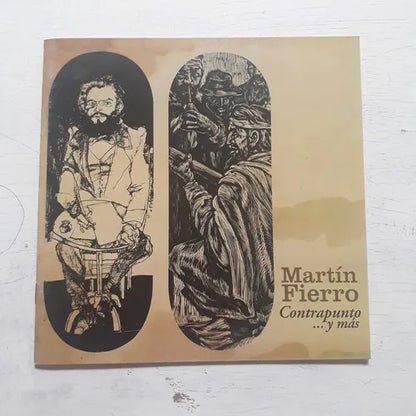 Martín
Fierro
Contrapunto
...y más